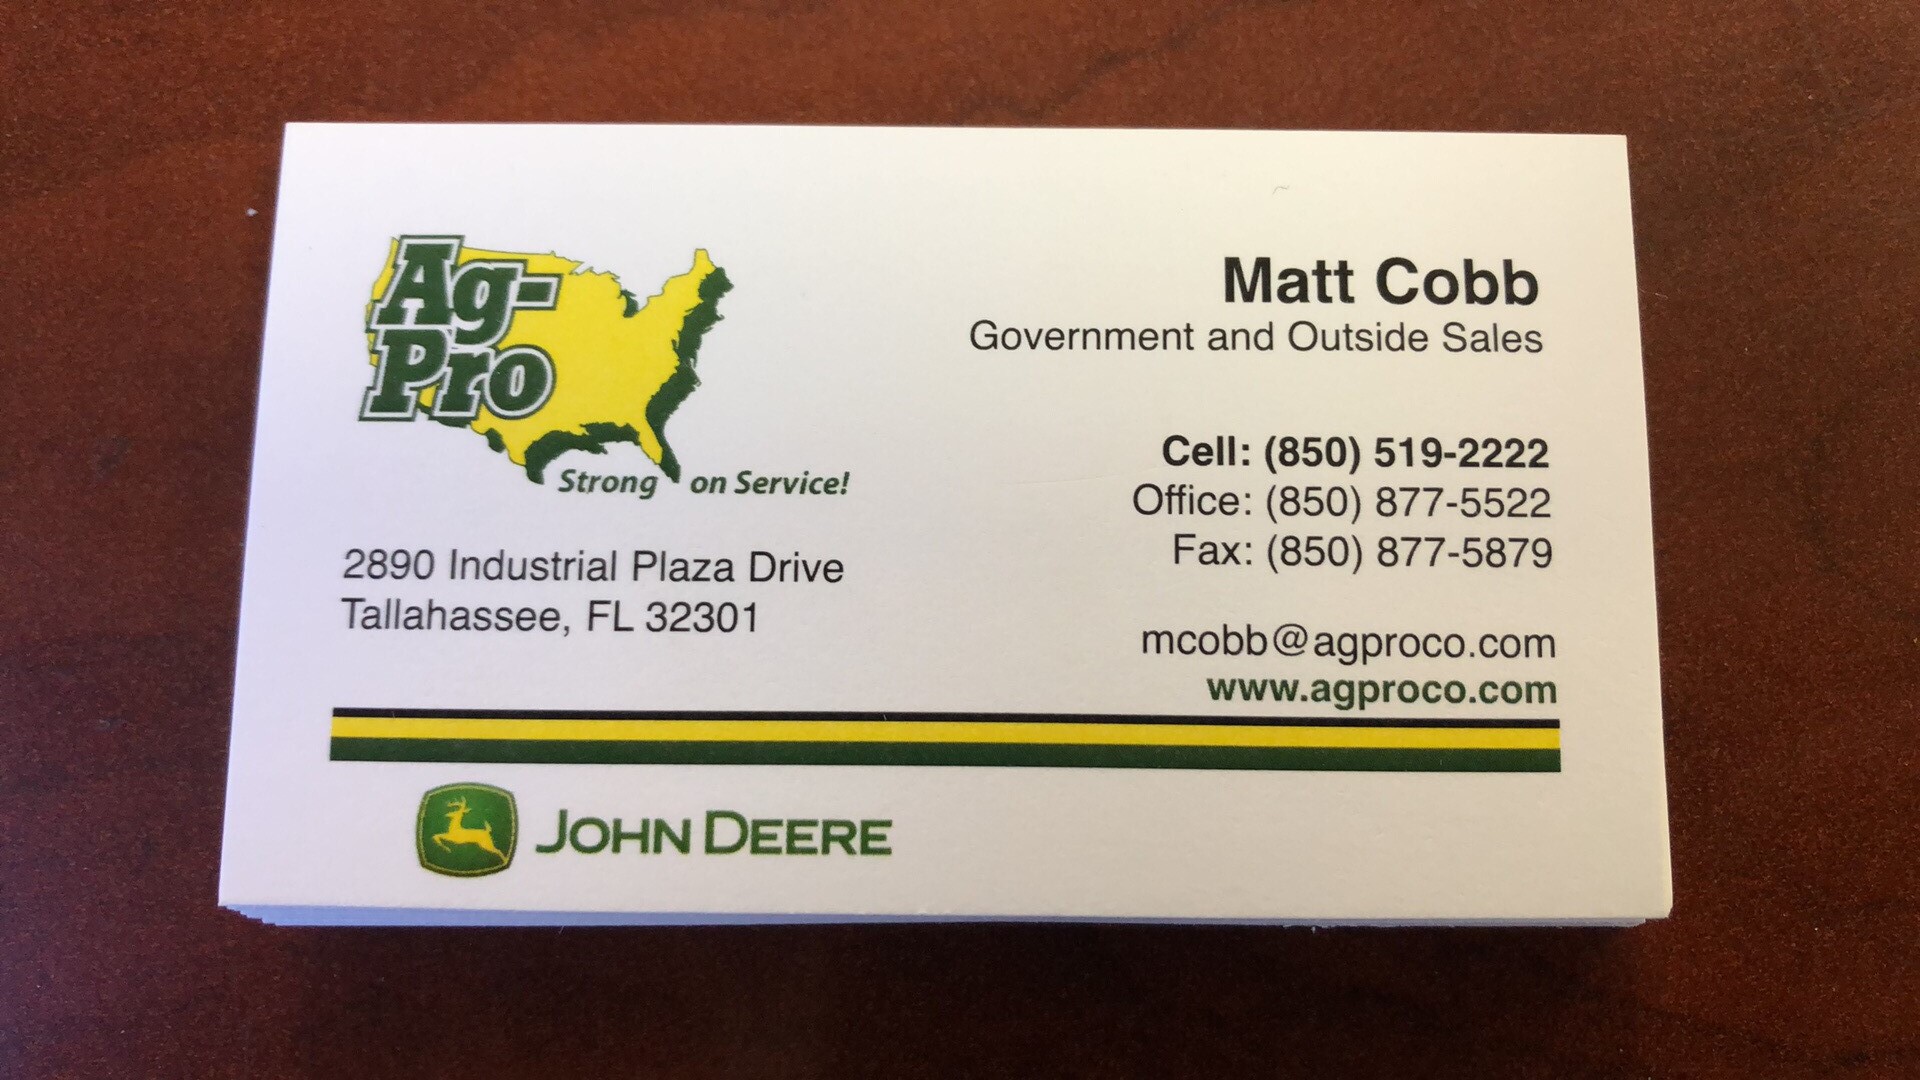 Ag-
Pro
Strong on Service!
2890 Industrial Plaza Drive
Tallahassee, FL 32301
Matt Cobb
Government and Outside Sales
Cell: (850) 519-2222
Office: (850) 877-5522
Fax: (850) 877-5879
mcobb@agproco.com
www.agproco.com
JOHN DEERE